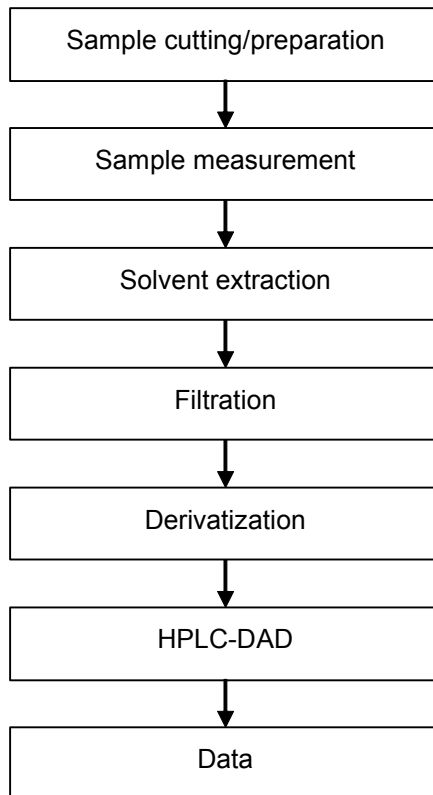 Sample cutting/preparation
Sample measurement
Solvent extraction
Filtration
Derivatization
HPLC-DAD
Data